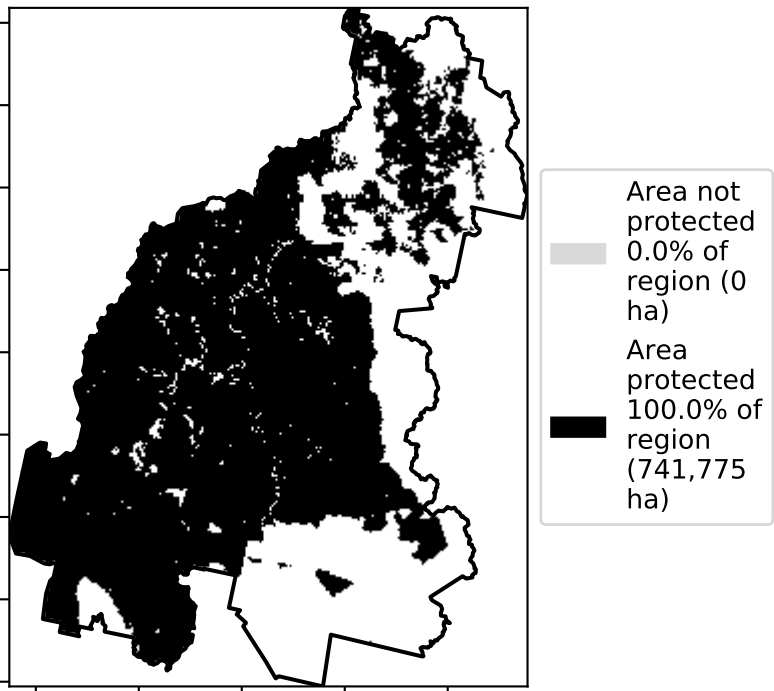 Area not
protected
0.0% of
region (0
ha)
Area
protected
100.0% of
region
(741,775
ha)